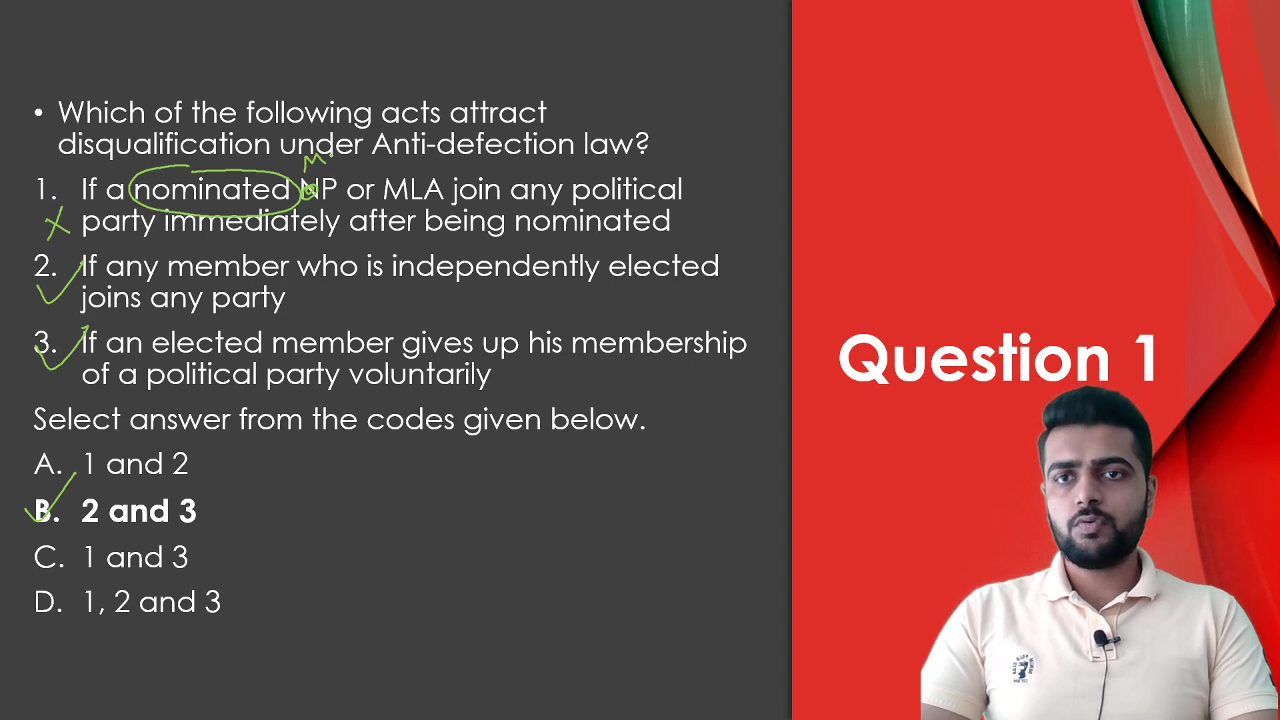 • Which of the following acts attract
disqualification under Anti-defection law?
M
1. If a nominated NP or MLA join any political
party immediately after being nominated
2. If any member who is independently elected
joins any party
3. If an elected member gives up his membership
of a political party voluntarily
Select answer from the codes given below.
A. 1 and 2
B. 2 and 3
C. 1 and 3
D. 1, 2 and 3
Question 1